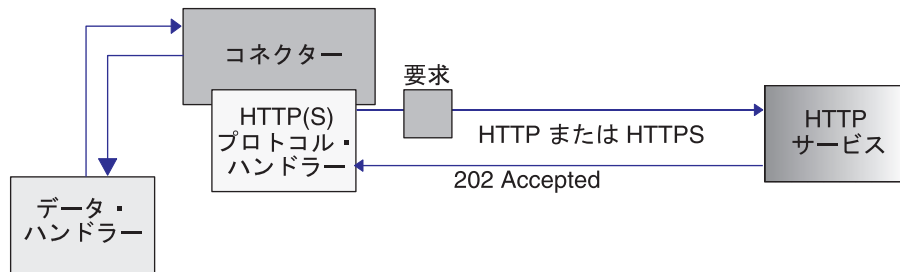 コネクター
要求
HTTP(S)
プロトコル・
ハンドラー
HTTP または HTTPS
HTTP
サービス
202 Accepted
データ・
ハンドラー